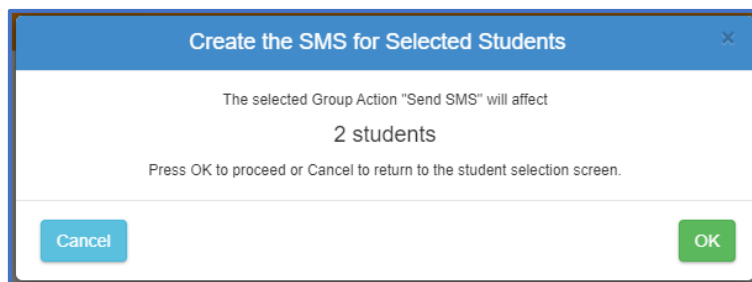 Create the SMS for Selected Students
×
The selected Group Action "Send SMS" will affect
2 students
Press OK to proceed or Cancel to return to the student selection screen.
Cancel
OK